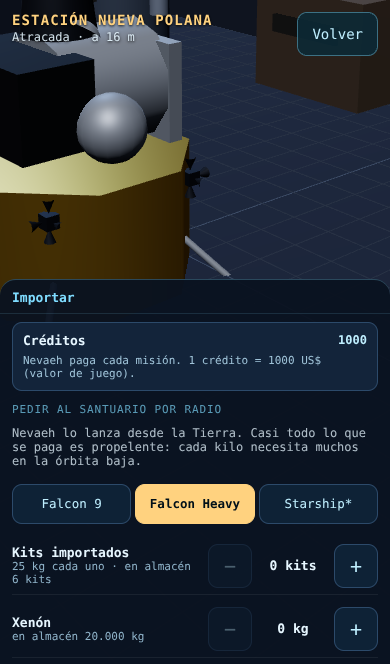 ESTACIÓN NUEVA POLANA
Atracada · a 16 m
Volver
Importar
Créditos 1000
Nevaeh paga cada misión. 1 crédito = 1000 US$
(valor de juego).
PEDIR AL SANTUARIO POR RADIO
Nevaeh lo lanza desde la Tierra. Casi todo lo que
se paga es propelente: cada kilo necesita muchos
en la órbita baja.
Falcon 9 Falcon Heavy Starship*
Kits importados
25 kg cada uno · en almacén
6 kits
− 0 kits +
Xenón
en almacén 20.000 kg
− 0 kg +